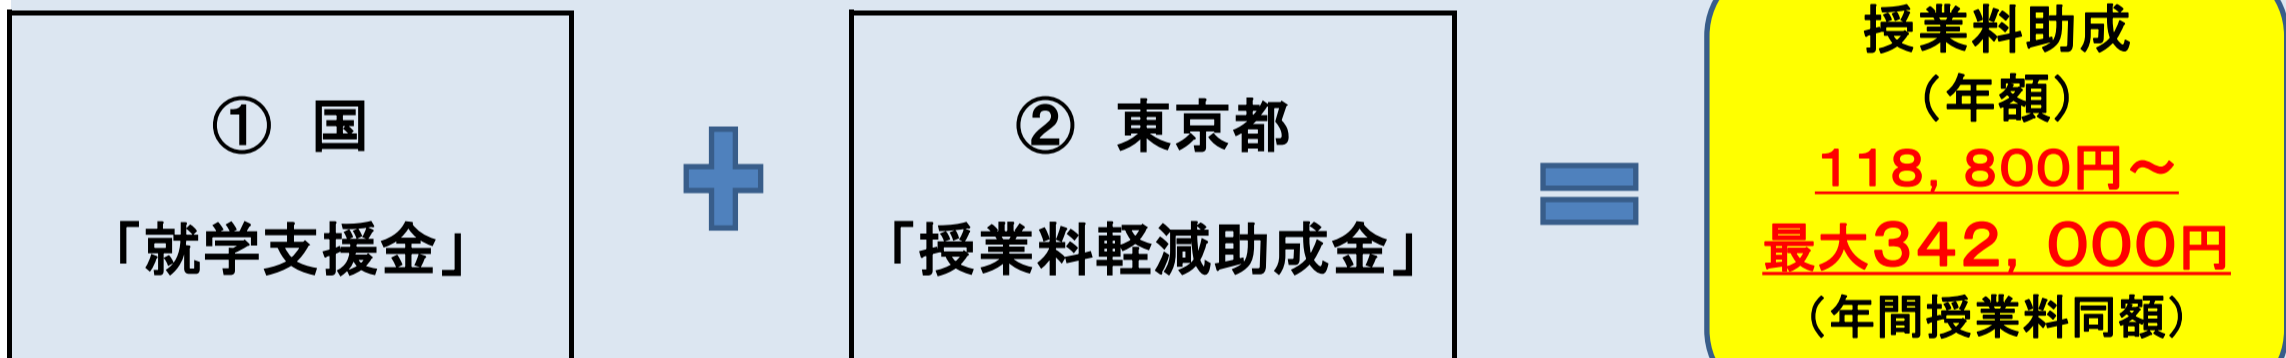 ① 国
「就学支援金」
② 東京都
「授業料軽減助成金」
授業料助成
（年額）
１１８，８００円～
最大３４２，０００円
（年間授業料同額）